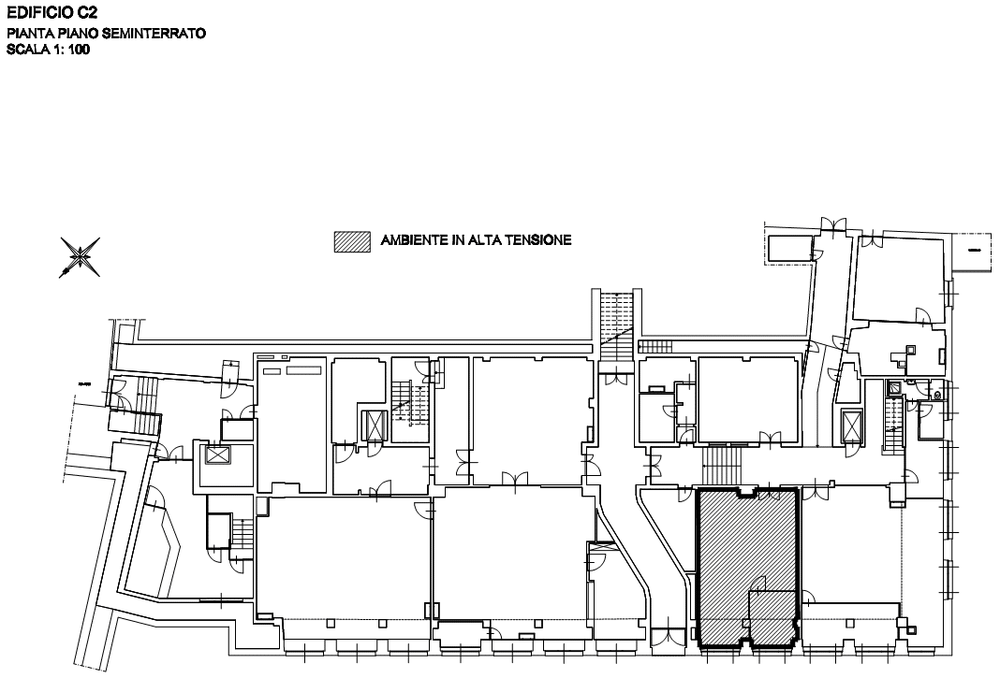 EDIFICIO C2
PIANTA PIANO SEMINTERRATO
SCALA 1: 100
AMBIENTE IN ALTA TENSIONE